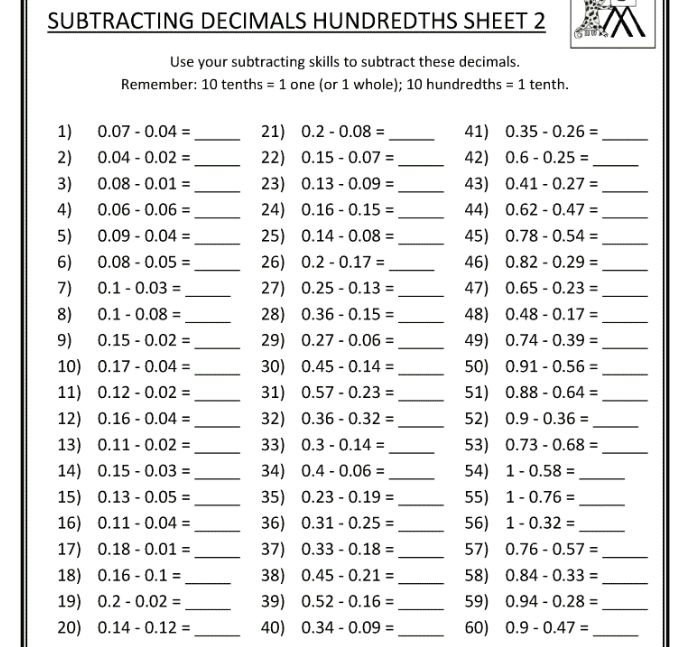 SUBTRACTING DECIMALS HUNDREDTHS SHEET 2
Use your subtracting skills to subtract these decimals.
Remember: 10 tenths = 1 one (or 1 whole); 10 hundredths = 1 tenth.
1) 0.07 - 0.04 = _____ 21) 0.2 - 0.08 = _____ 41) 0.35 - 0.26 = _____
2) 0.04 - 0.02 = _____ 22) 0.15 - 0.07 = _____ 42) 0.6 - 0.25 = _____
3) 0.08 - 0.01 = _____ 23) 0.13 - 0.09 = _____ 43) 0.41 - 0.27 = _____
4) 0.06 - 0.06 = _____ 24) 0.16 - 0.15 = _____ 44) 0.62 - 0.47 = _____
5) 0.09 - 0.04 = _____ 25) 0.14 - 0.08 = _____ 45) 0.78 - 0.54 = _____
6) 0.08 - 0.05 = _____ 26) 0.2 - 0.17 = _____ 46) 0.82 - 0.29 = _____
7) 0.1 - 0.03 = _____ 27) 0.25 - 0.13 = _____ 47) 0.65 - 0.23 = _____
8) 0.1 - 0.08 = _____ 28) 0.36 - 0.15 = _____ 48) 0.48 - 0.17 = _____
9) 0.15 - 0.02 = _____ 29) 0.27 - 0.06 = _____ 49) 0.74 - 0.39 = _____
10) 0.17 - 0.04 = _____ 30) 0.45 - 0.14 = _____ 50) 0.91 - 0.56 = _____
11) 0.12 - 0.02 = _____ 31) 0.57 - 0.23 = _____ 51) 0.88 - 0.64 = _____
12) 0.16 - 0.04 = _____ 32) 0.36 - 0.32 = _____ 52) 0.9 - 0.36 = _____
13) 0.11 - 0.02 = _____ 33) 0.3 - 0.14 = _____ 53) 0.73 - 0.68 = _____
14) 0.15 - 0.03 = _____ 34) 0.4 - 0.06 = _____ 54) 1 - 0.58 = _____
15) 0.13 - 0.05 = _____ 35) 0.23 - 0.19 = _____ 55) 1 - 0.76 = _____
16) 0.11 - 0.04 = _____ 36) 0.31 - 0.25 = _____ 56) 1 - 0.32 = _____
17) 0.18 - 0.01 = _____ 37) 0.33 - 0.18 = _____ 57) 0.76 - 0.57 = _____
18) 0.16 - 0.1 = _____ 38) 0.45 - 0.21 = _____ 58) 0.84 - 0.33 = _____
19) 0.2 - 0.02 = _____ 39) 0.52 - 0.16 = _____ 59) 0.94 - 0.28 = _____
20) 0.14 - 0.12 = _____ 40) 0.34 - 0.09 = _____ 60) 0.9 - 0.47 = _____